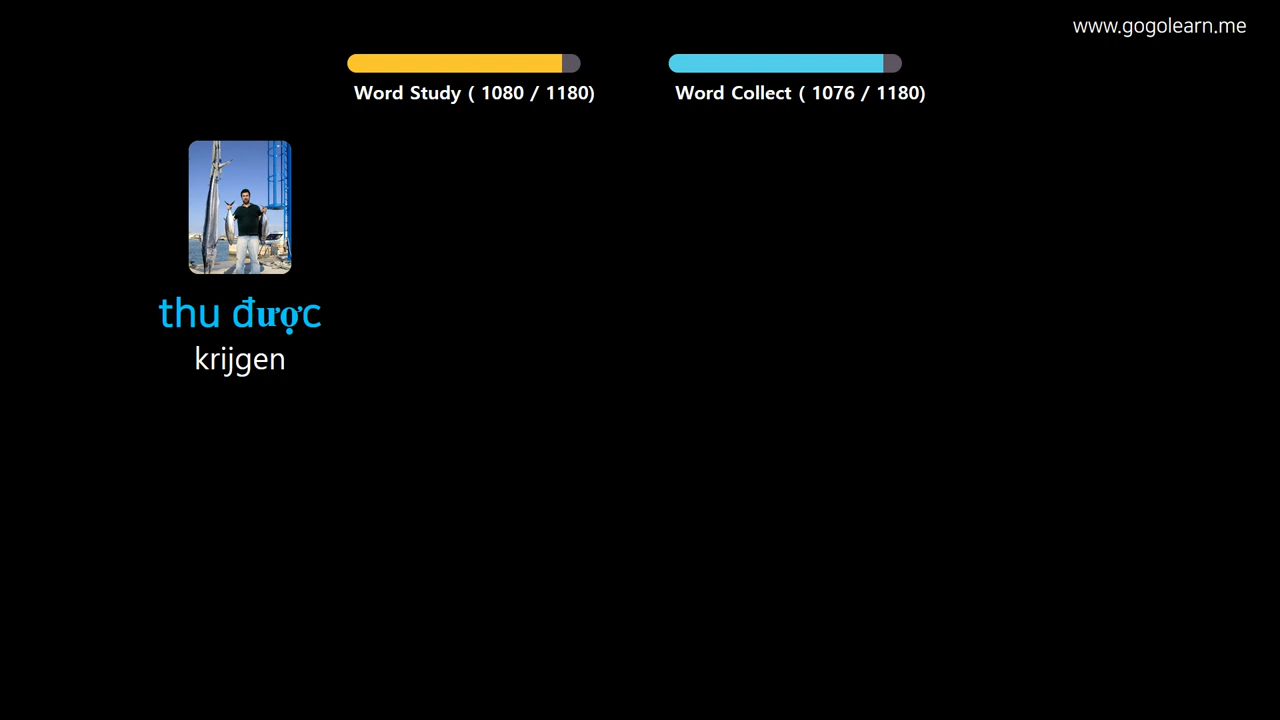 www.gogolearn.me
Word Study ( 1080 / 1180)
Word Collect ( 1076 / 1180)
thu được
krijgen